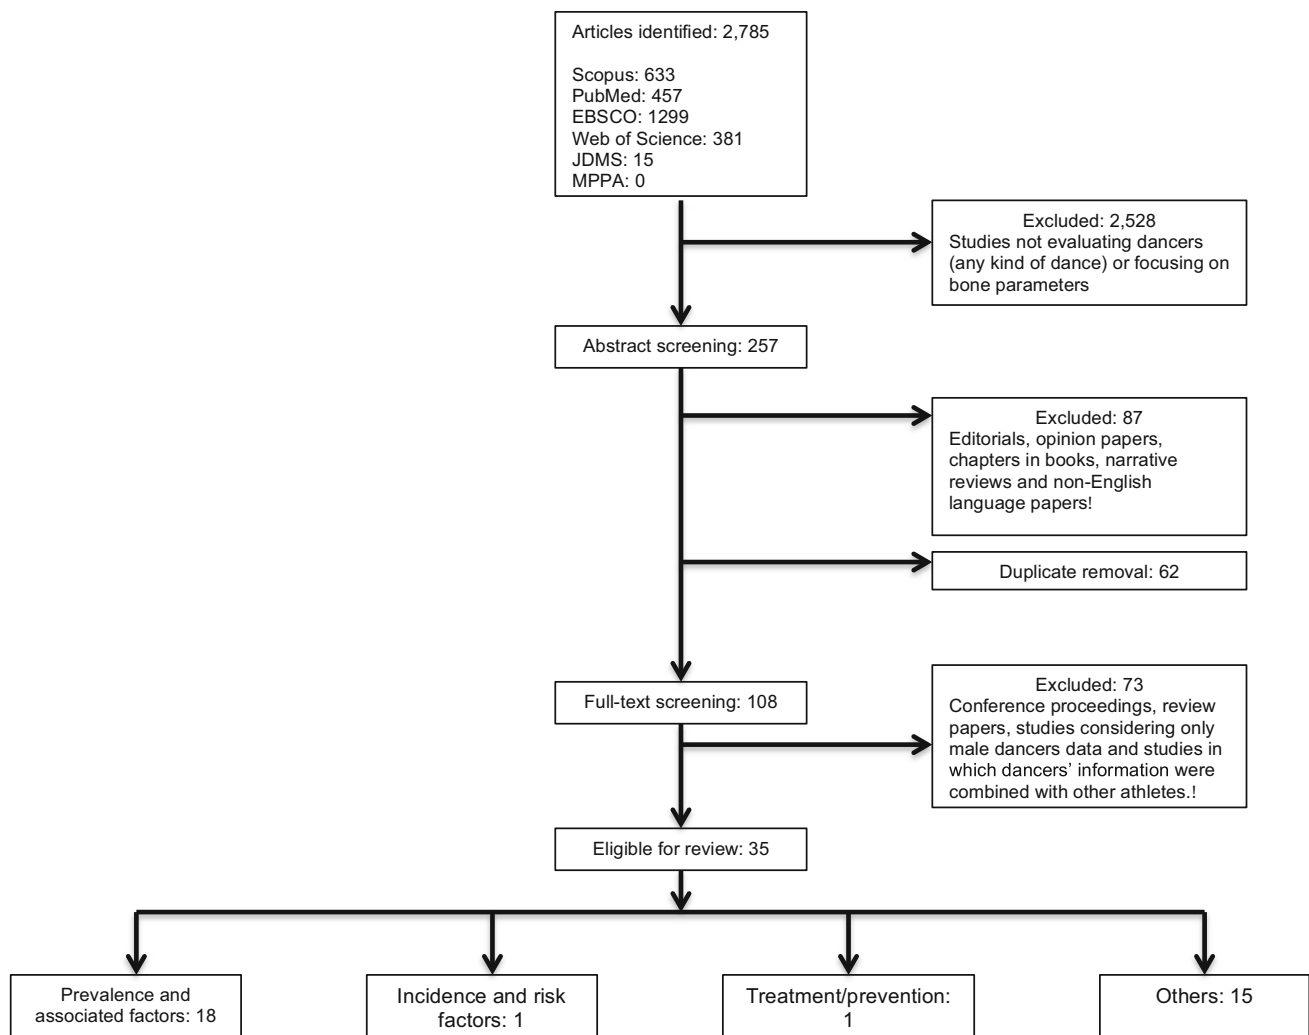 Articles identified: 2,785
Scopus: 633
PubMed: 457
EBSCO: 1299
Web of Science: 381
JDMS: 15
MPPA: 0
Excluded: 2,528
Studies not evaluating dancers
(any kind of dance) or focusing on
bone parameters
Abstract screening: 257
Excluded: 87
Editorials, opinion papers,
chapters in books, narrative
reviews and non-English
language papers!
Duplicate removal: 62
Full-text screening: 108
Excluded: 73
Conference proceedings, review
papers, studies considering only
male dancers data and studies in
which dancers’ information were
combined with other athletes.!
Eligible for review: 35
Prevalence and
associated factors: 18
Incidence and risk
factors: 1
Treatment/prevention:
1
Others: 15